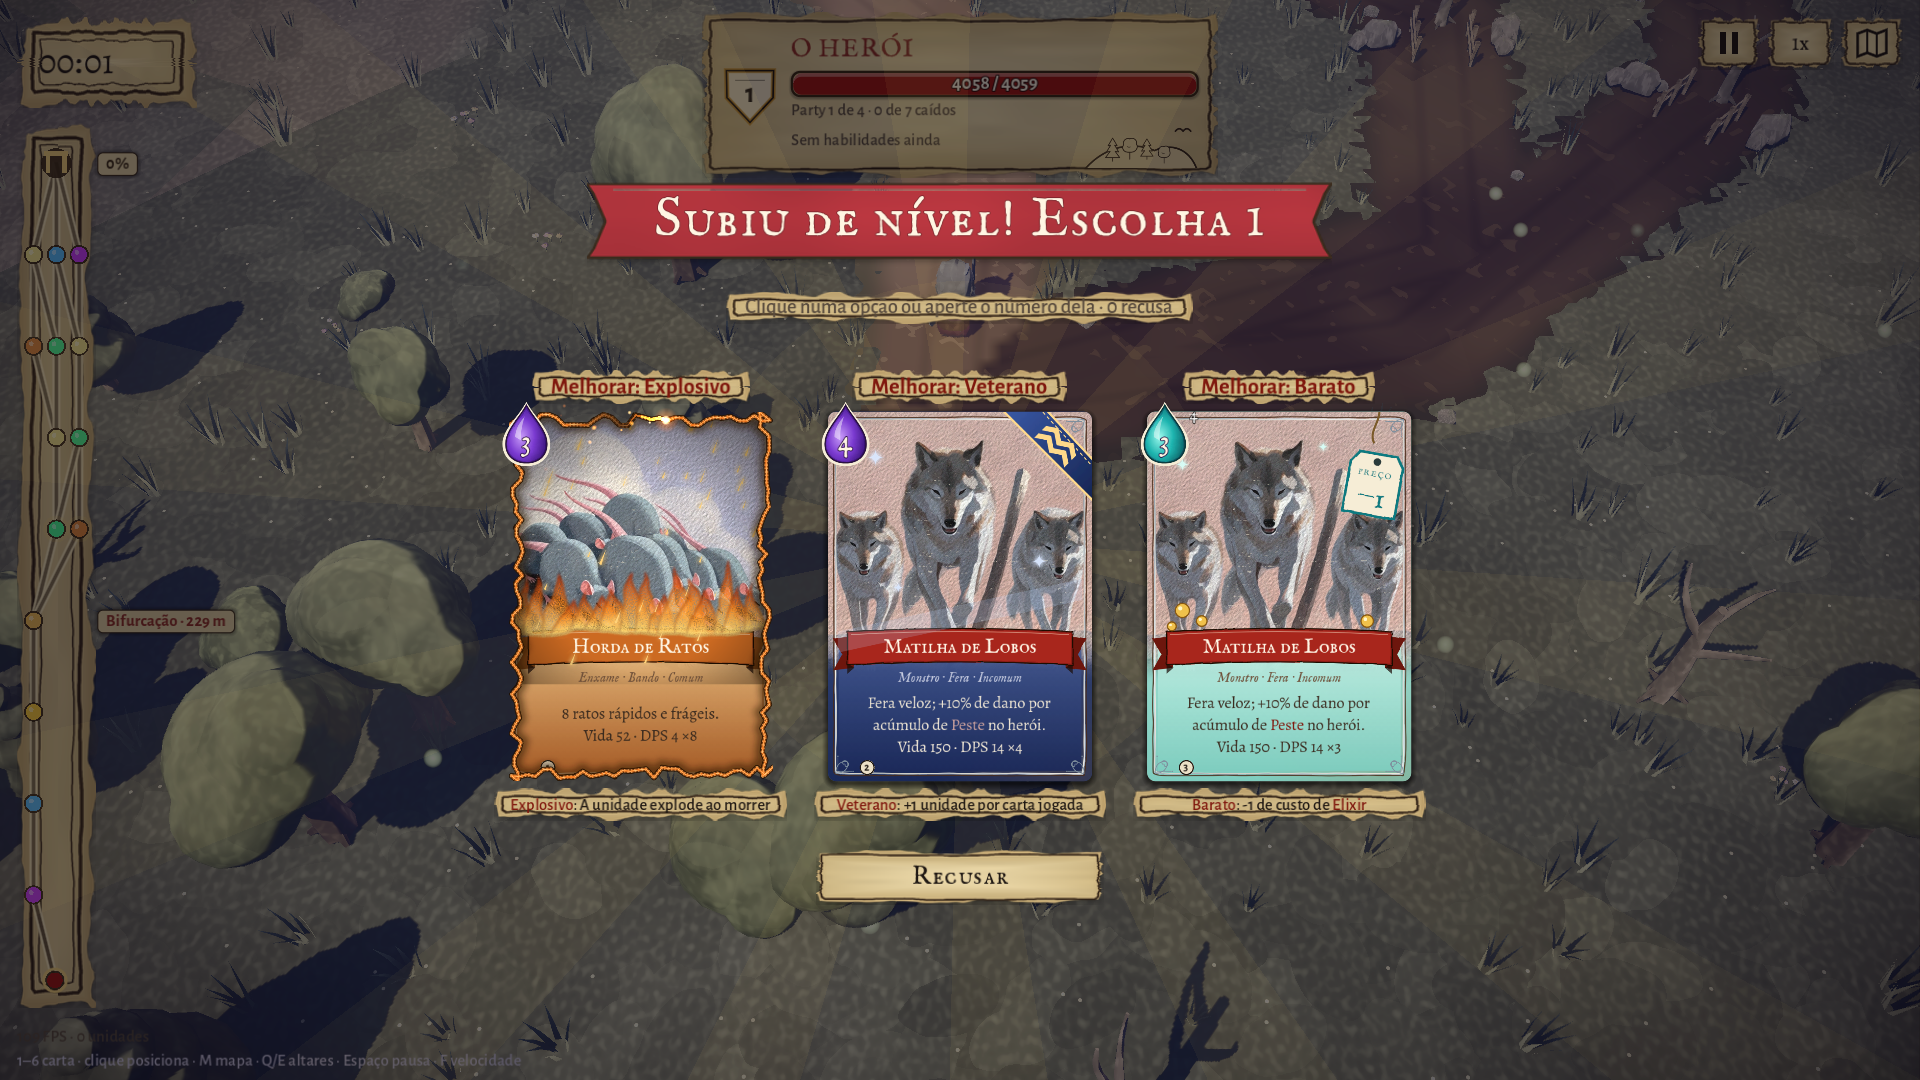 00:01
O HERÓI
1
4058 / 4059
Party 1 de 4 · 0 de 7 caídos
Sem habilidades ainda
1x
0%
Subiu de nível! Escolha 1
Clique numa opção ou aperte o número dela · 0 recusa
Melhorar: Explosivo
Melhorar: Veterano
Melhorar: Barato
3
Horda de Ratos
Enxame · Bando · Comum
8 ratos rápidos e frágeis.
Vida 52 · DPS 4 ×8
Explosivo: A unidade explode ao morrer
4
Matilha de Lobos
Monstro · Fera · Incomum
Fera veloz; +10% de dano por
acúmulo de Peste no herói.
Vida 150 · DPS 14 ×4
2
Veterano: +1 unidade por carta jogada
3
PREÇO
−1
Matilha de Lobos
Monstro · Fera · Incomum
Fera veloz; +10% de dano por
acúmulo de Peste no herói.
Vida 150 · DPS 14 ×3
3
Barato: -1 de custo de Elixir
Bifurcação · 229 m
Recusar
FPS · 0 unidades
1–6 carta · clique posiciona · M mapa · Q/E altares · Espaço pausa · F velocidade